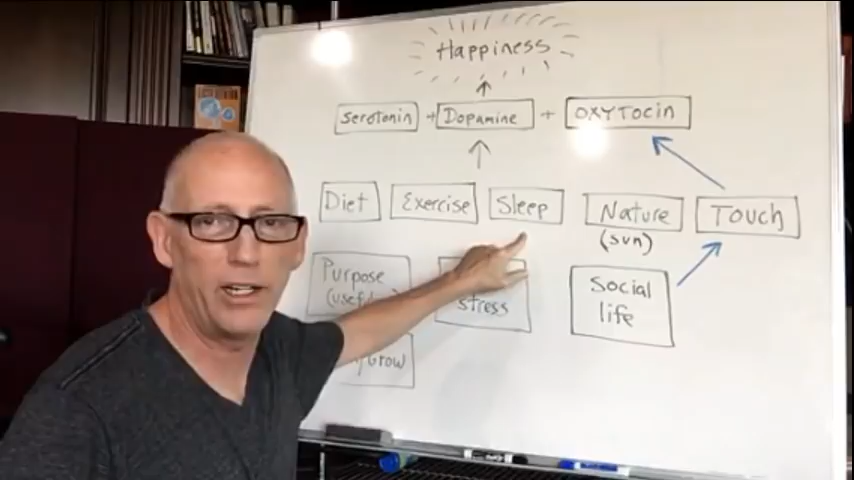 Happiness
Serotonin + Dopamine + OXYTOCIN
Diet Exercise Sleep Nature Touch
(sun)
Purpose
Social
life
stress
Grow